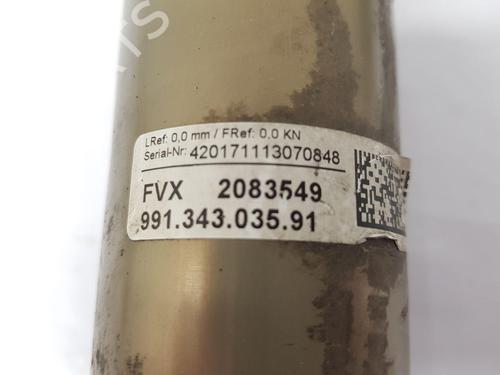 LRef: 0,0 mm / FRef: 0,0 KN
Serial-Nr: 420171113070848
FVX 2083549
991.343.035.91